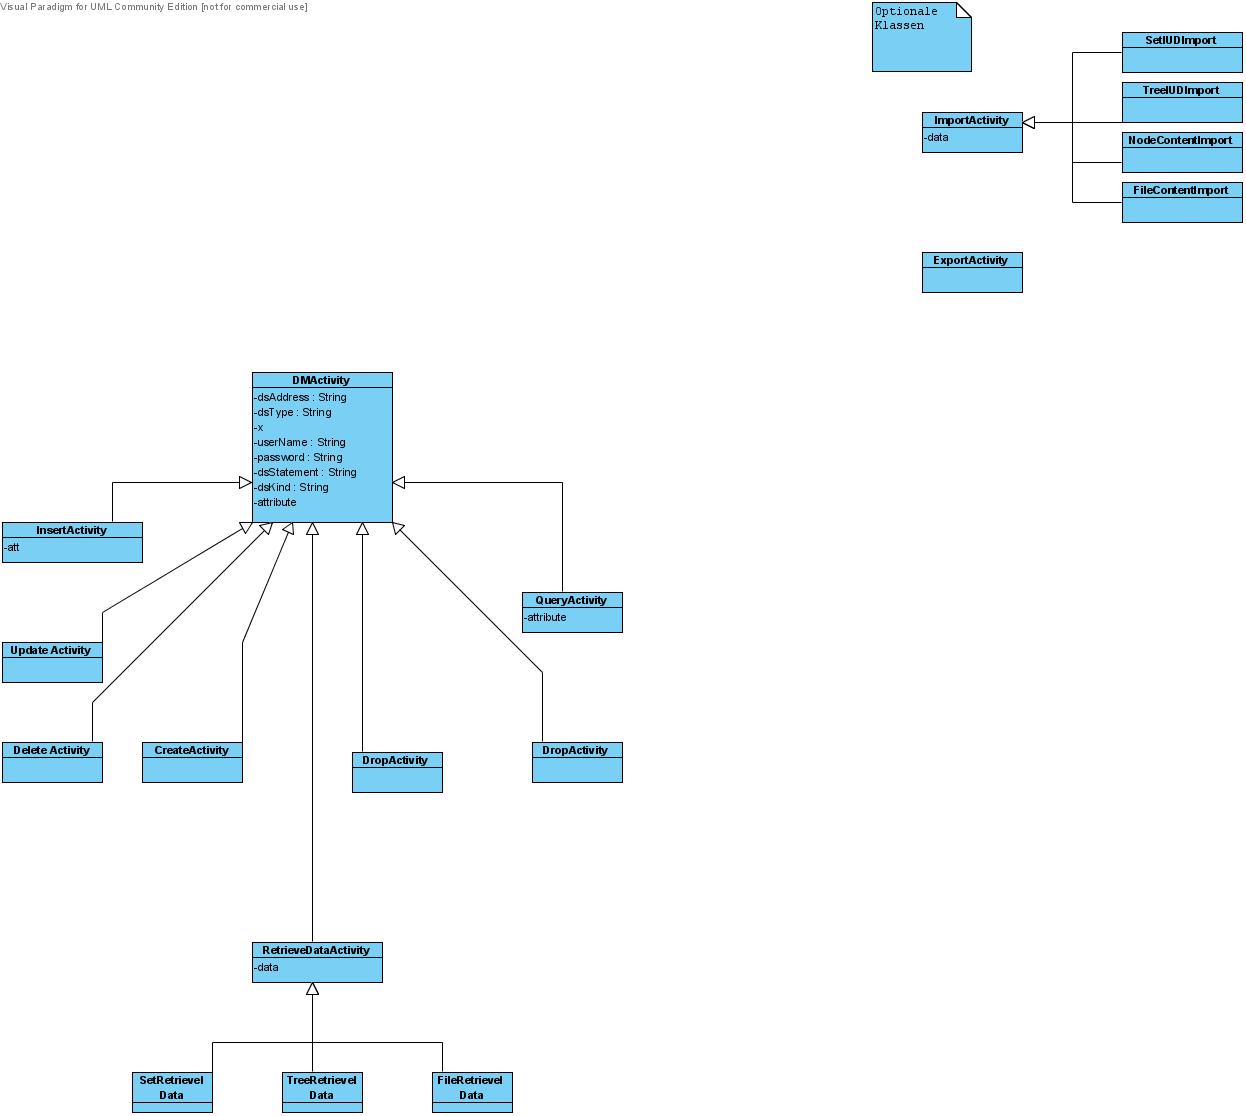 Visual Paradigm for UML Community Edition [not for commercial use]
Optionale
Klassen
SetIUDImport
TreeIUDImport
ImportActivity
-data
NodeContentImport
FileContentImport
ExportActivity
DMActivity
-dsAddress : String
-dsType : String
-x
-userName : String
-password : String
-dsStatement : String
-dsKind : String
-attribute
InsertActivity
-att
QueryActivity
-attribute
Update Activity
Delete Activity
CreateActivity
DropActivity
DropActivity
RetrieveDataActivity
-data
SetRetrievel
Data
TreeRetrievel
Data
FileRetrievel
Data